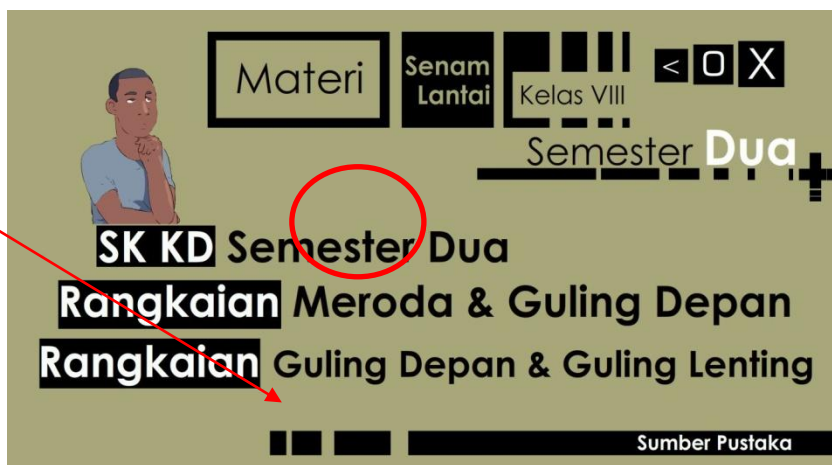 Materi
Senam
Lantai
Kelas VIII
< O X
Semester Dua
SK KD Semester Dua
Rangkaian Meroda & Guling Depan
Rangkaian Guling Depan & Guling Lenting
Sumber Pustaka